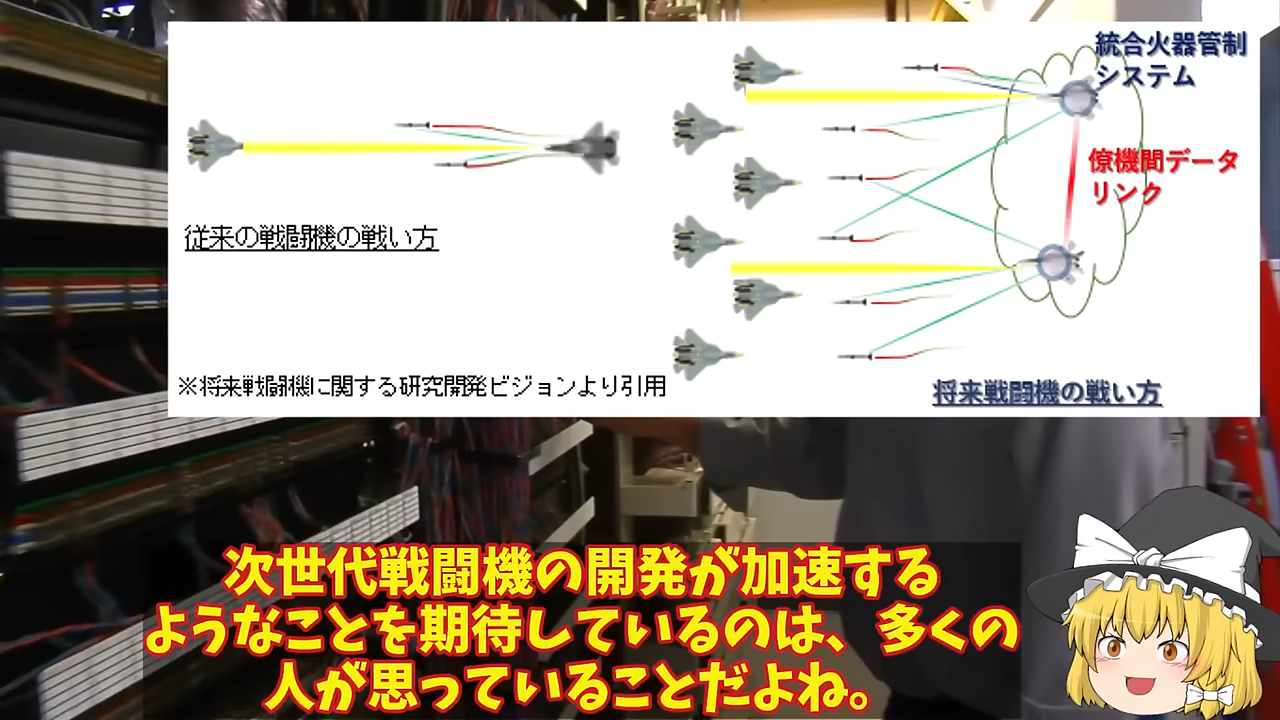 統合火器管制
システム
僚機間データ
リンク
従来の戦闘機の戦い方
※将来戦闘機に関する研究開発ビジョンより引用
将来戦闘機の戦い方
次世代戦闘機の開発が加速する
ようなことを期待しているのは、多くの
人が思っていることだよね。